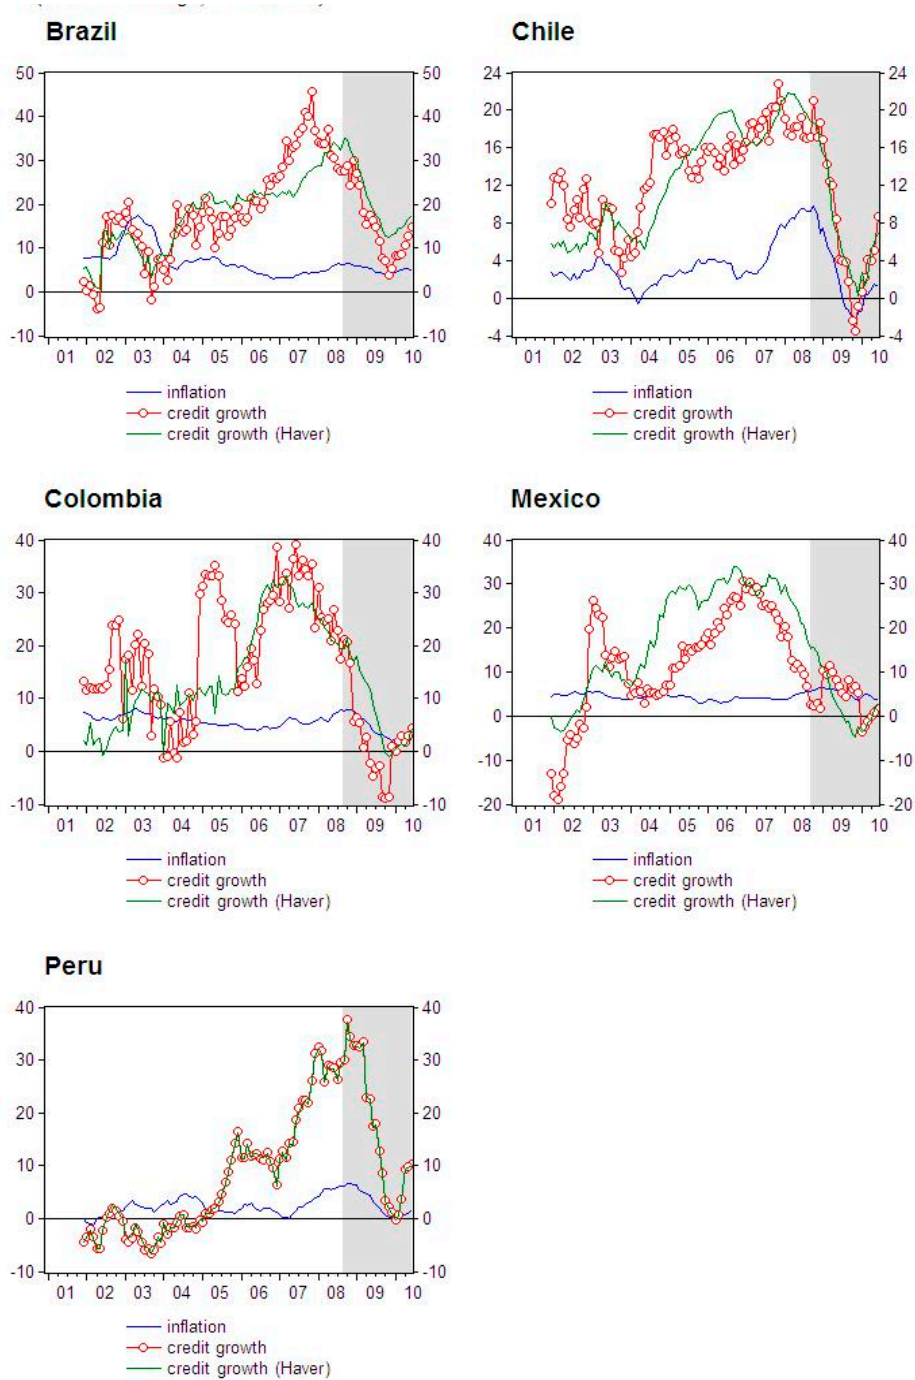 Brazil
50 50
40 40
30 30
20 20
10 10
0 0
-10 -10
01 02 03 04 05 06 07 08 09 10
inflation
credit growth
credit growth (Haver)
Chile
24 24
20 20
16 16
12 12
8 8
4 4
0 0
-4 -4
01 02 03 04 05 06 07 08 09 10
inflation
credit growth
credit growth (Haver)
Colombia
40 40
30 30
20 20
10 10
0 0
-10 -10
01 02 03 04 05 06 07 08 09 10
inflation
credit growth
credit growth (Haver)
Mexico
40 40
30 30
20 20
10 10
0 0
-10 -10
-20 -20
01 02 03 04 05 06 07 08 09 10
inflation
credit growth
credit growth (Haver)
Peru
40 40
30 30
20 20
10 10
0 0
-10 -10
01 02 03 04 05 06 07 08 09 10
inflation
credit growth
credit growth (Haver)